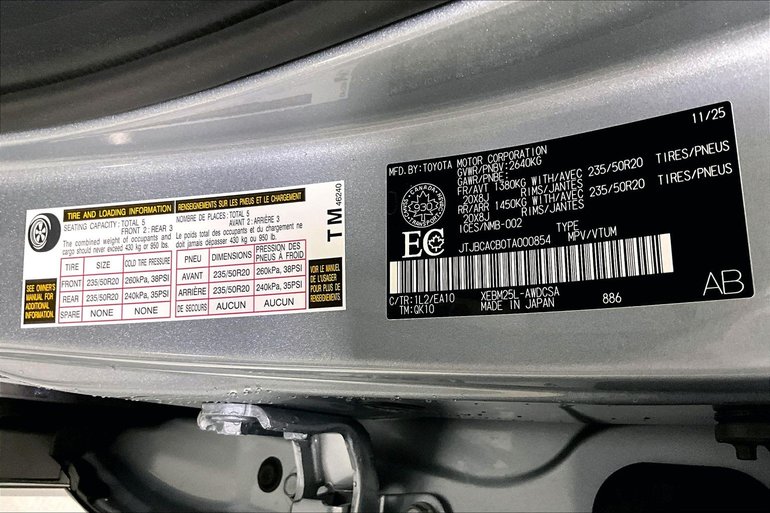 TIRE AND LOADING INFORMATION
RENSEIGNEMENTS SUR LES PNEUS ET LE CHARGEMENT
SEATING CAPACITY: TOTAL 5
FRONT 2: REAR 3
NOMBRE DE PLACES: TOTAL 5
AVANT 2: ARRIÈRE 3
The combined weight of occupants and cargo should never exceed 430 kg or 950 lbs.
Le poids total des occupants et du chargement ne doit jamais dépasser 430 kg ou 950 lb.
SEE OWNER'S MANUAL FOR ADDITIONAL INFORMATION.
TIRE SIZE COLD TIRE PRESSURE
FRONT 235/50R20 260kPa, 38PSI
REAR 235/50R20 240kPa, 35PSI
SPARE NONE NONE
PNEU DIMENSIONS PRESSION DES PNEUS À FROID
AVANT 235/50R20 260kPa, 38PSI
ARRIÈRE 235/50R20 240kPa, 35PSI
DE SECOURS AUCUN AUCUN
VOIR LE MANUEL DE L'USAGER POUR PLUS DE RENSEIGNEMENTS
TM 46240
11/25
MFD.BY:TOYOTA MOTOR CORPORATION
GVWR/PNBV:2640KG
GAWR/PNBE:
FR/AVT 1380KG WITH/AVEC 235/50R20 TIRES/PNEUS
20X8J RIMS/JANTES
RR/ARR 1450KG WITH/AVEC 235/50R20 TIRES/PNEUS
20X8J RIMS/JANTES
ICES/NMB-002
TYPE
JTJBCACB0TA000854 MPV/VTUM
CANADA
TRANSPORT
EC
C/TR:1L2/EA10 XEBM25L-AWDCSA
TM:QK10 MADE IN JAPAN 886
AB